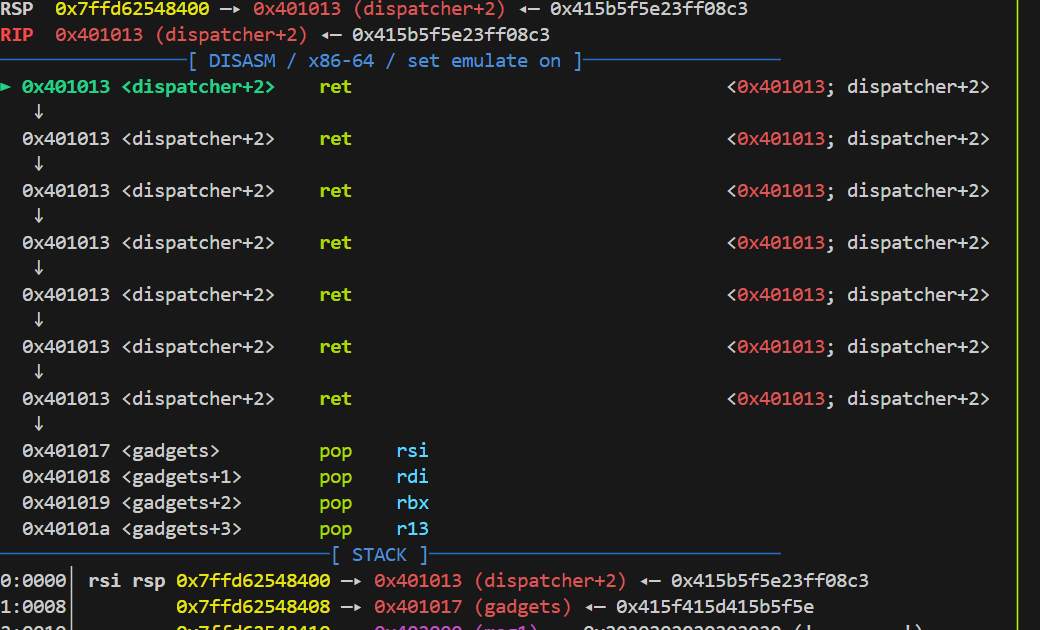 RSP 0x7ffd62548400 —▸ 0x401013 (dispatcher+2) ◂— 0x415b5f5e23ff08c3
RIP 0x401013 (dispatcher+2) ◂— 0x415b5f5e23ff08c3
[ DISASM / x86-64 / set emulate on ]
► 0x401013 <dispatcher+2> ret <0x401013; dispatcher+2>
↓
0x401013 <dispatcher+2> ret <0x401013; dispatcher+2>
↓
0x401013 <dispatcher+2> ret <0x401013; dispatcher+2>
↓
0x401013 <dispatcher+2> ret <0x401013; dispatcher+2>
↓
0x401013 <dispatcher+2> ret <0x401013; dispatcher+2>
↓
0x401013 <dispatcher+2> ret <0x401013; dispatcher+2>
↓
0x401013 <dispatcher+2> ret <0x401013; dispatcher+2>
↓
0x401017 <gadgets> pop rsi
0x401018 <gadgets+1> pop rdi
0x401019 <gadgets+2> pop rbx
0x40101a <gadgets+3> pop r13
[ STACK ]
0:0000│ rsi rsp 0x7ffd62548400 —▸ 0x401013 (dispatcher+2) ◂— 0x415b5f5e23ff08c3
1:0008│ 0x7ffd62548408 —▸ 0x401017 (gadgets) ◂— 0x415f415d415b5f5e